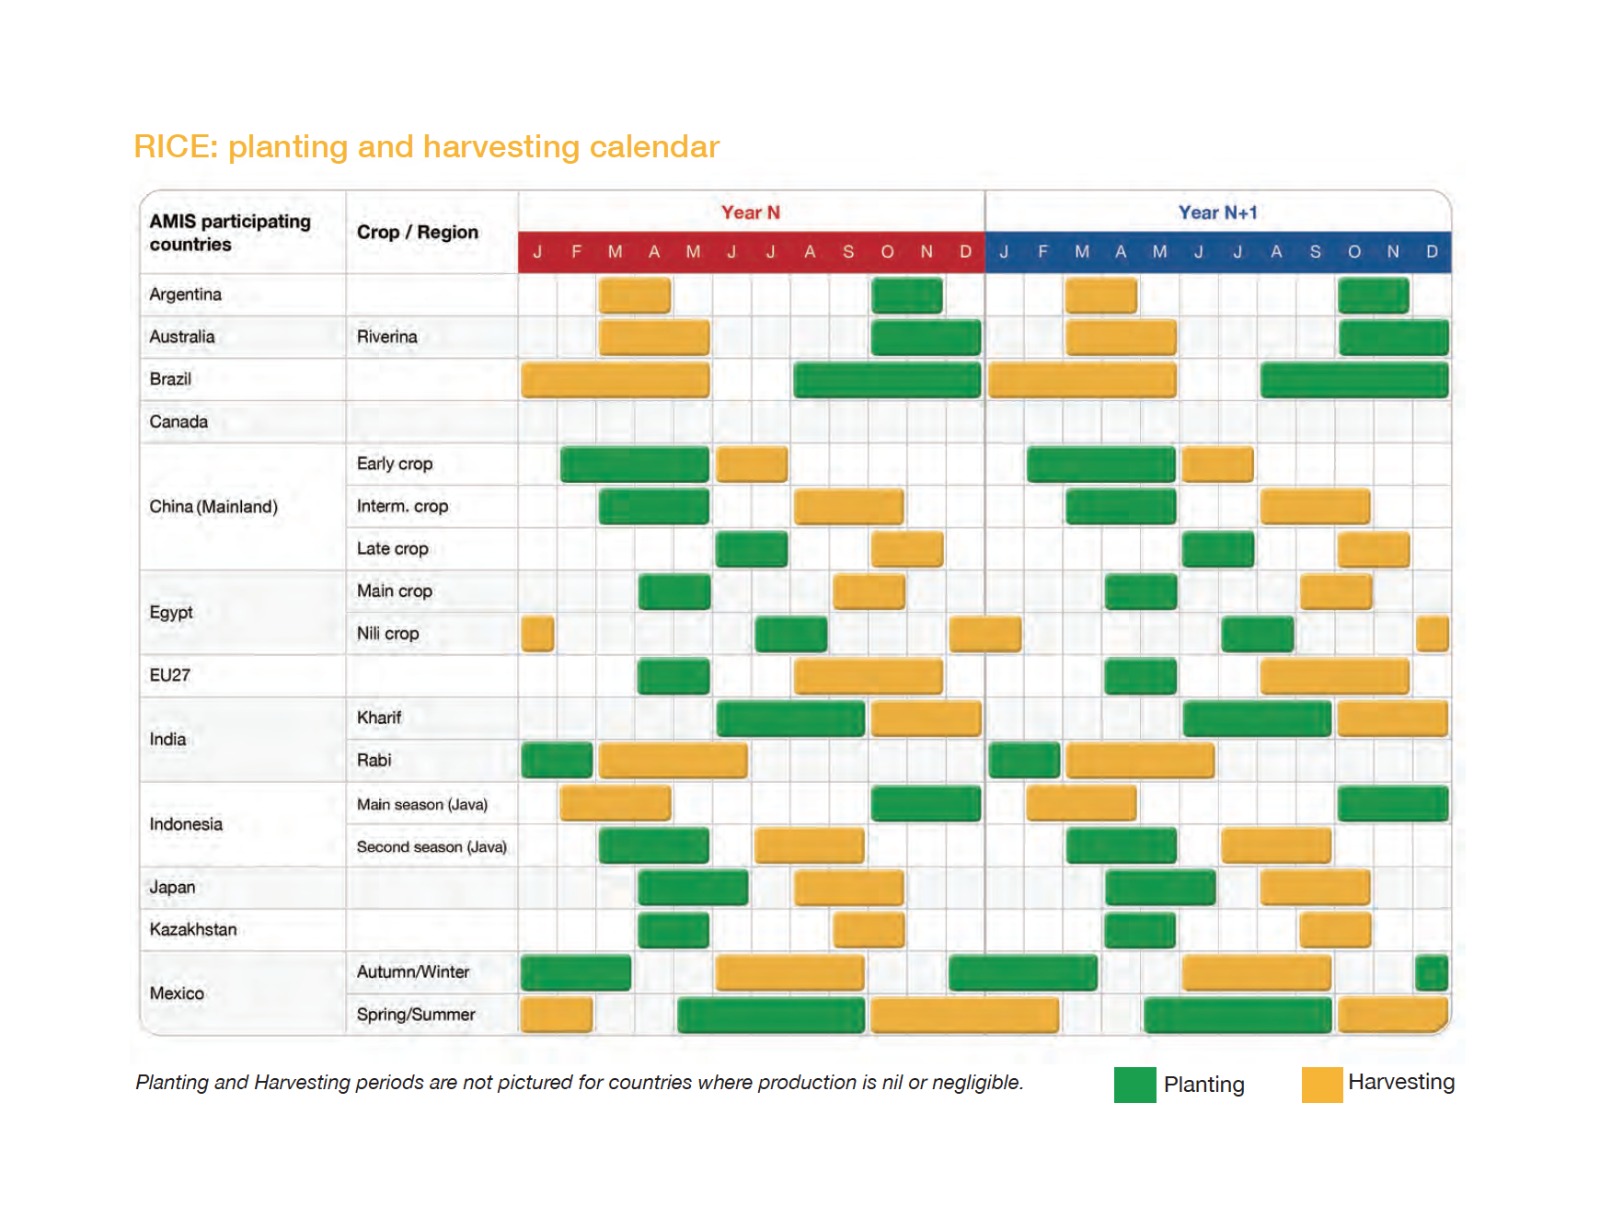 RICE: planting and harvesting calendar
AMIS participating
countries
Crop / Region
Year N
Year N+1
J F M A M J J A S O N D J F M A M J J A S O N D
Argentina
Australia Riverina
Brazil
Canada
China (Mainland)
Early crop
Interm. crop
Late crop
Egypt
Main crop
Nili crop
EU27
India
Kharif
Rabi
Indonesia
Main season (Java)
Second season (Java)
Japan
Kazakhstan
Mexico
Autumn/Winter
Spring/Summer
Planting and Harvesting periods are not pictured for countries where production is nil or negligible.
Planting
Harvesting